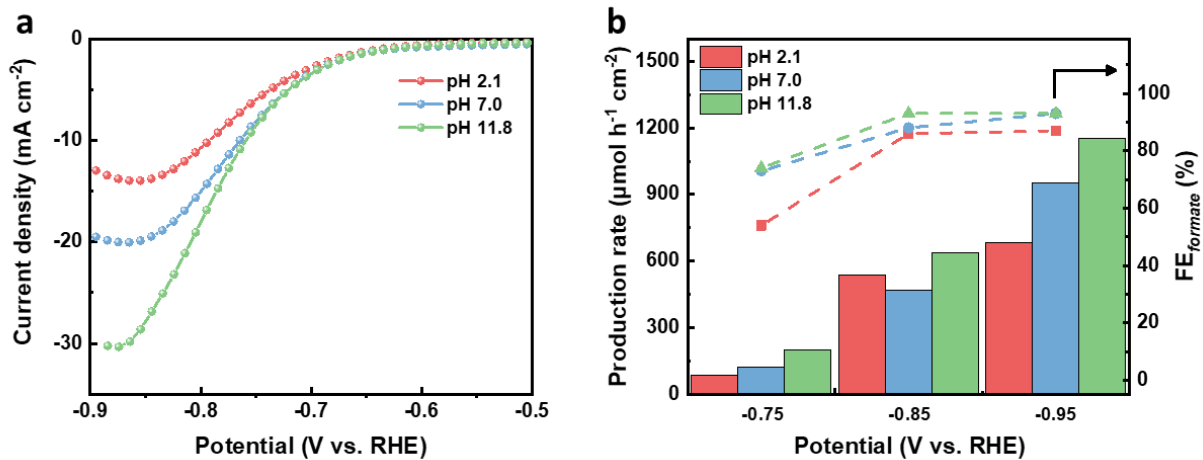 a
Current density (mA cm⁻²)
0
-10
-20
-30
-0.9
-0.8
-0.7
-0.6
-0.5
Potential (V vs. RHE)
pH 2.1
pH 7.0
pH 11.8
b
Production rate (μmol h⁻¹ cm⁻²)
1500
1200
900
600
300
0
-0.75
-0.85
-0.95
Potential (V vs. RHE)
pH 2.1
pH 7.0
pH 11.8
100
80
60
40
20
0
FEformate (%)